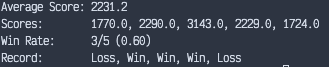 Average Score: 2231.2
Scores: 1770.0, 2290.0, 3143.0, 2229.0, 1724.0
Win Rate: 3/5 (0.60)
Record: Loss, Win, Win, Win, Loss